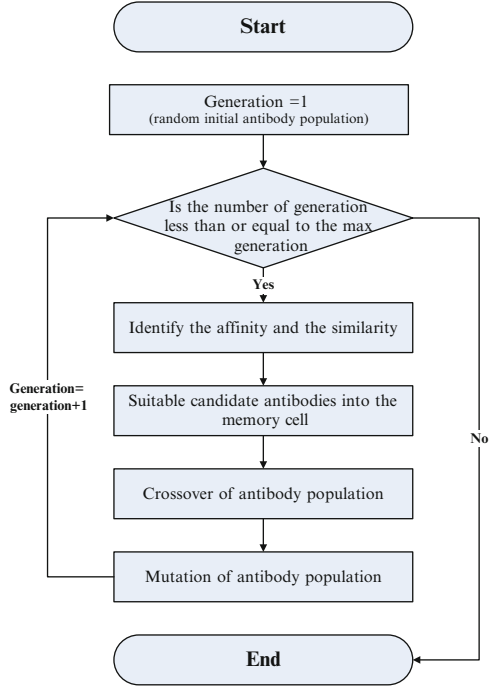 Start
Generation =1
(random initial antibody population)
Is the number of generation
less than or equal to the max
generation
Yes
Identify the affinity and the similarity
Suitable candidate antibodies into the
memory cell
Generation=
generation+1
No
Crossover of antibody population
Mutation of antibody population
End